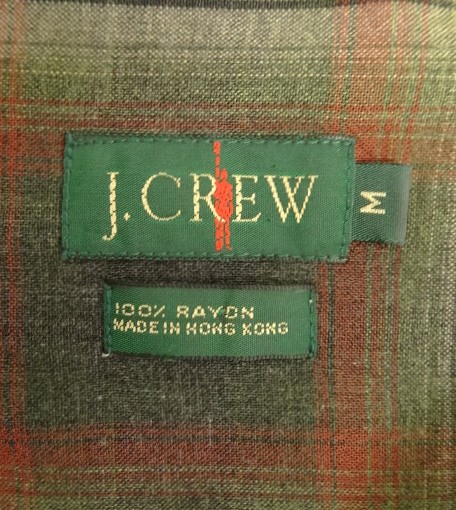 J. CREW
M
100% RAYON
MADE IN HONG KONG